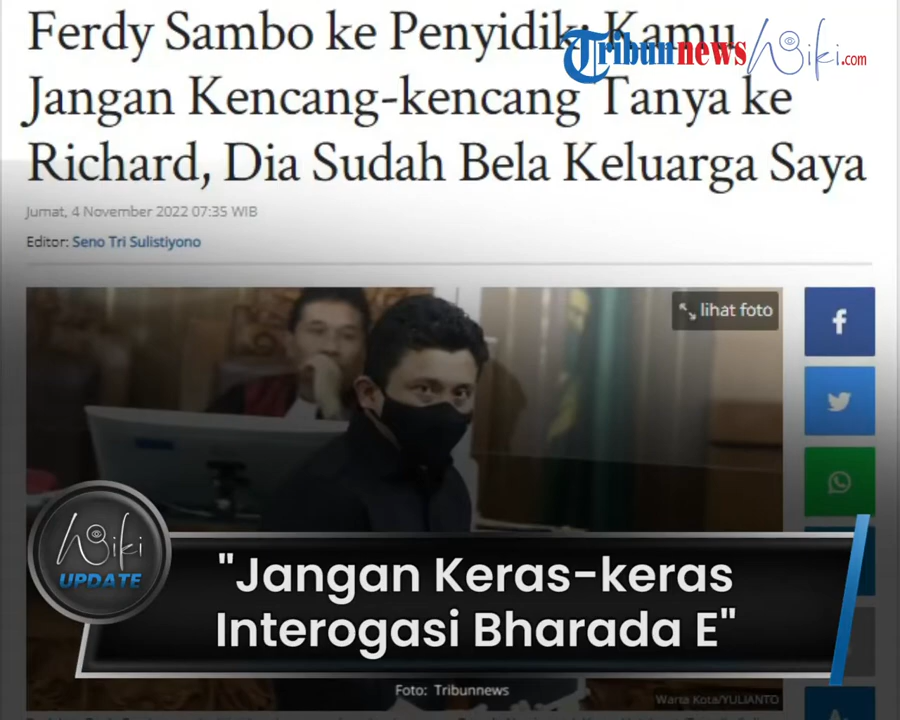 Ferdy Sambo ke Penyidik: Kamu
Tribunnews Wiki.com
Jangan Kencang-kencang Tanya ke
Richard, Dia Sudah Bela Keluarga Saya
Jumat, 4 November 2022 07:35 WIB
Editor: Seno Tri Sulistiyono
lihat foto
f
Wiki
UPDATE
"Jangan Keras-keras
Interogasi Bharada E"
Foto: Tribunnews
Warta Kota/YULIANTO